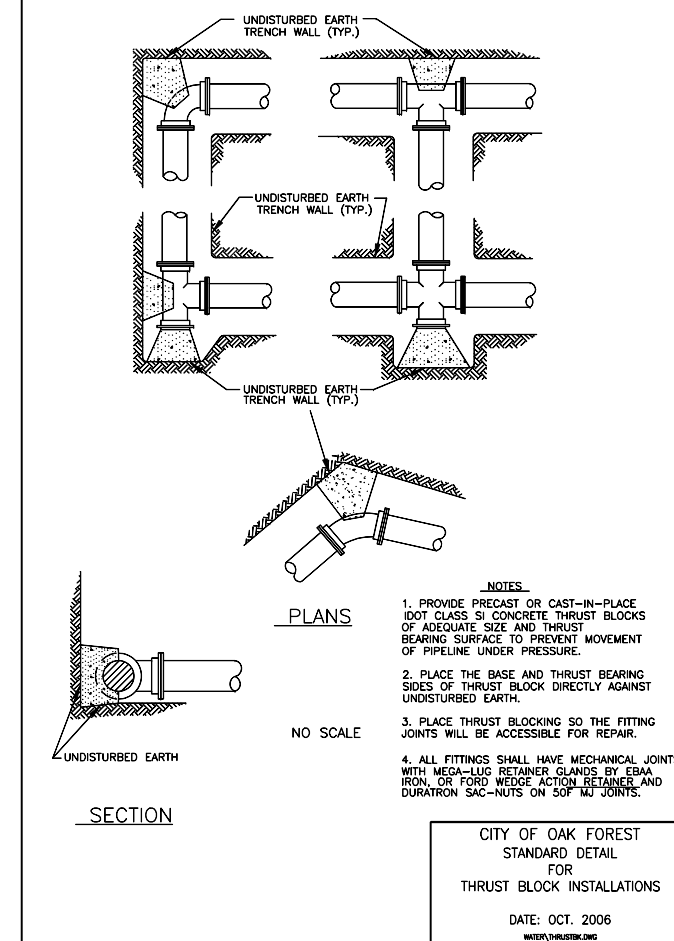 UNDISTURBED EARTH
TRENCH WALL (TYP.)
UNDISTURBED EARTH
TRENCH WALL (TYP.)
UNDISTURBED EARTH
TRENCH WALL (TYP.)
PLANS
NOTES
1. PROVIDE PRECAST OR CAST-IN-PLACE
IDOT CLASS SI CONCRETE THRUST BLOCKS
OF ADEQUATE SIZE AND THRUST
BEARING SURFACE TO PREVENT MOVEMENT
OF PIPELINE UNDER PRESSURE.
2. PLACE THE BASE AND THRUST BEARING
SIDES OF THRUST BLOCK DIRECTLY AGAINST
UNDISTURBED EARTH.
3. PLACE THRUST BLOCKING SO THE FITTING
JOINTS WILL BE ACCESSIBLE FOR REPAIR.
4. ALL FITTINGS SHALL HAVE MECHANICAL JOINTS
WITH MEGA-LUG RETAINER GLANDS BY EBAA
IRON, OR FORD WEDGE ACTION RETAINER AND
DURATRON SAC-NUTS ON 50F MJ JOINTS.
NO SCALE
UNDISTURBED EARTH
SECTION
CITY OF OAK FOREST
STANDARD DETAIL
FOR
THRUST BLOCK INSTALLATIONS
DATE: OCT. 2006
WATER\THRUSTBK.DWG